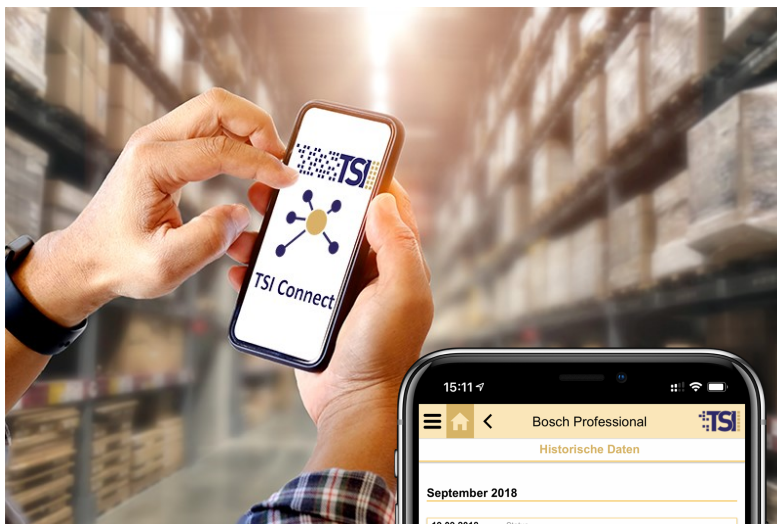 TSI
TSI Connect
15:11
Bosch Professional
TSI
Historische Daten
September 2018